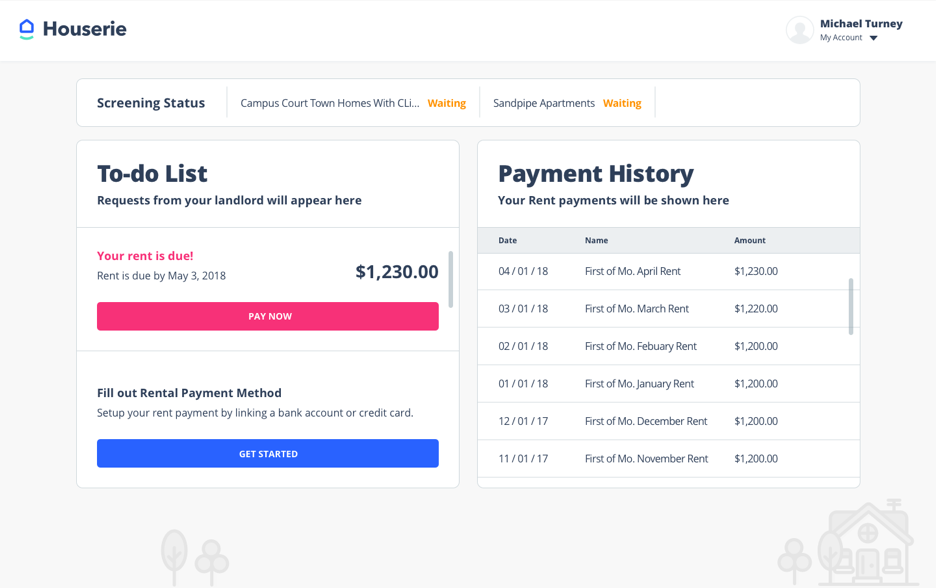 Houserie
Michael Turney
My Account
Screening Status
Campus Court Town Homes With CLi... Waiting
Sandpipe Apartments Waiting
To-do List
Requests from your landlord will appear here
Your rent is due!
Rent is due by May 3, 2018
$1,230.00
PAY NOW
Fill out Rental Payment Method
Setup your rent payment by linking a bank account or credit card.
GET STARTED
Payment History
Your Rent payments will be shown here
Date Name Amount
04 / 01 / 18 First of Mo. April Rent $1,230.00
03 / 01 / 18 First of Mo. March Rent $1,220.00
02 / 01 / 18 First of Mo. Febuary Rent $1,200.00
01 / 01 / 18 First of Mo. January Rent $1,200.00
12 / 01 / 17 First of Mo. December Rent $1,200.00
11 / 01 / 17 First of Mo. November Rent $1,200.00